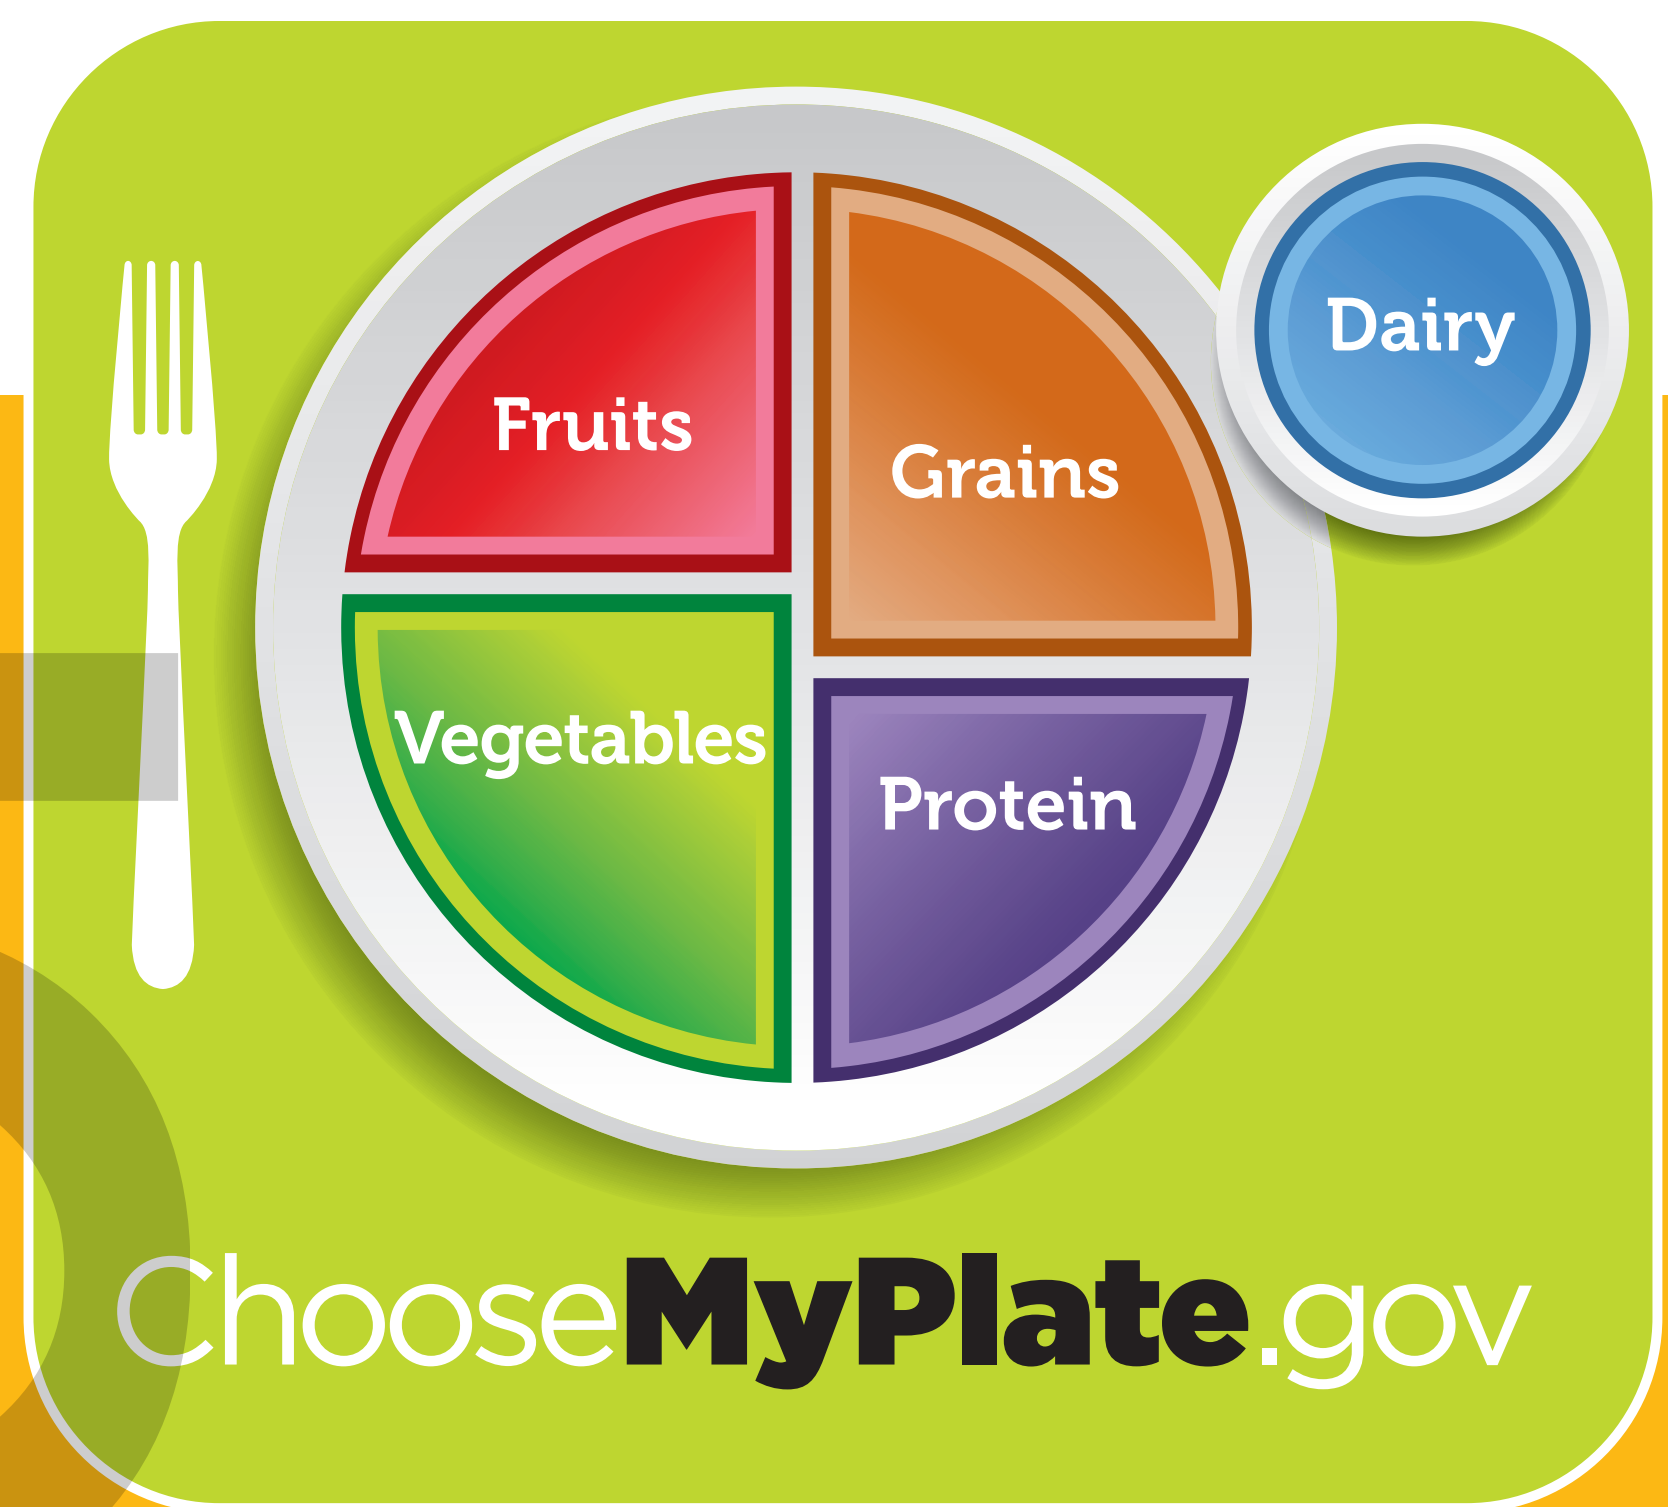 Fruits
Grains
Dairy
Vegetables
Protein
ChooseMyPlate.gov